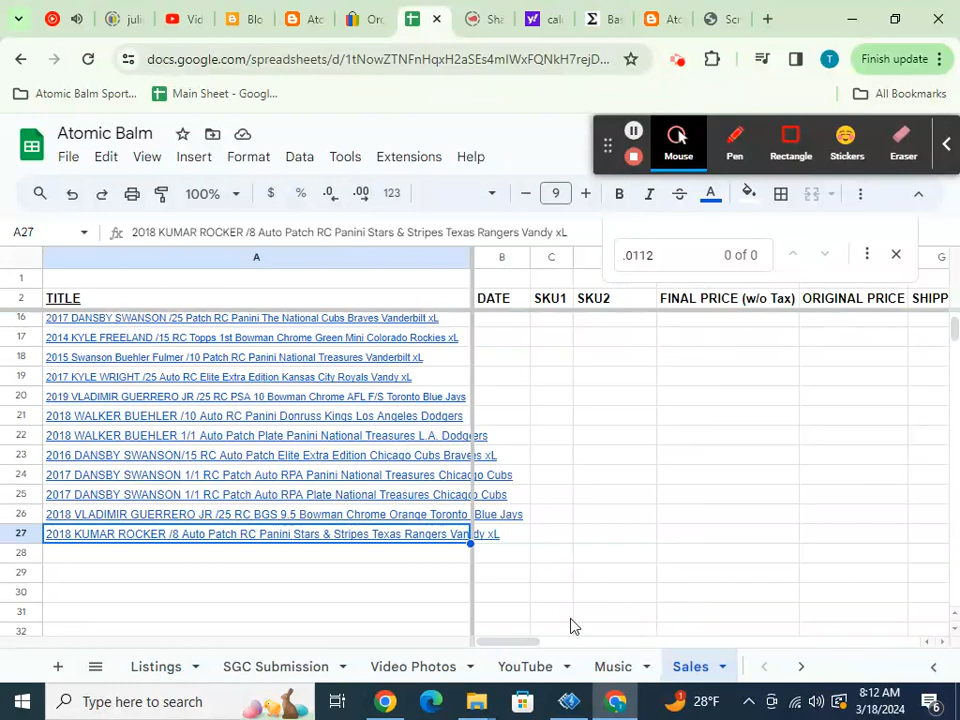 juli
Vid
Blo
Ato
Orc
Sha
cal
Bas
Ato
Scr
docs.google.com/spreadsheets/d/1tNowZTNFnHqxH2aSEs4mIWxFQNkH7rejD...
T
Finish update
Atomic Balm Sport...
Main Sheet - Googl...
All Bookmarks
Atomic Balm
File Edit View Insert Format Data Tools Extensions Help
Mouse Pen Rectangle Stickers Eraser
100% $ % .0 .00 123 9 B I A
A27 fx 2018 KUMAR ROCKER /8 Auto Patch RC Panini Stars & Stripes Texas Rangers Vandy xL
.0112 0 of 0
A B C G
1
2 TITLE DATE SKU1 SKU2 FINAL PRICE (w/o Tax) ORIGINAL PRICE SHIPP
16 2017 DANSBY SWANSON /25 Patch RC Panini The National Cubs Braves Vanderbilt xL
17 2014 KYLE FREELAND /15 RC Topps 1st Bowman Chrome Green Mini Colorado Rockies xL
18 2015 Swanson Buehler Fulmer /10 Patch RC Panini National Treasures Vanderbilt xL
19 2017 KYLE WRIGHT /25 Auto RC Elite Extra Edition Kansas City Royals Vandy xL
20 2019 VLADIMIR GUERRERO JR /25 RC PSA 10 Bowman Chrome AFL F/S Toronto Blue Jays
21 2018 WALKER BUEHLER /10 Auto RC Panini Donruss Kings Los Angeles Dodgers
22 2018 WALKER BUEHLER 1/1 Auto Patch Plate Panini National Treasures L.A. Dodgers
23 2016 DANSBY SWANSON/15 RC Auto Patch Elite Extra Edition Chicago Cubs Braves xL
24 2017 DANSBY SWANSON 1/1 RC Patch Auto RPA Panini National Treasures Chicago Cubs
25 2017 DANSBY SWANSON 1/1 RC Patch Auto RPA Plate National Treasures Chicago Cubs
26 2018 VLADIMIR GUERRERO JR /25 RC BGS 9.5 Bowman Chrome Orange Toronto Blue Jays
27 2018 KUMAR ROCKER /8 Auto Patch RC Panini Stars & Stripes Texas Rangers Vandy xL
28
29
30
31
32
Listings SGC Submission Video Photos YouTube Music Sales
Type here to search
28°F
8:12 AM
3/18/2024
6